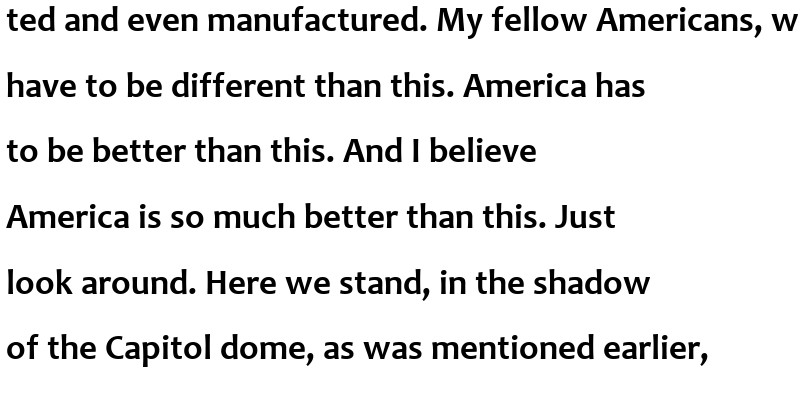 ted and even manufactured. My fellow Americans, w
have to be different than this. America has
to be better than this. And I believe
America is so much better than this. Just
look around. Here we stand, in the shadow
of the Capitol dome, as was mentioned earlier,